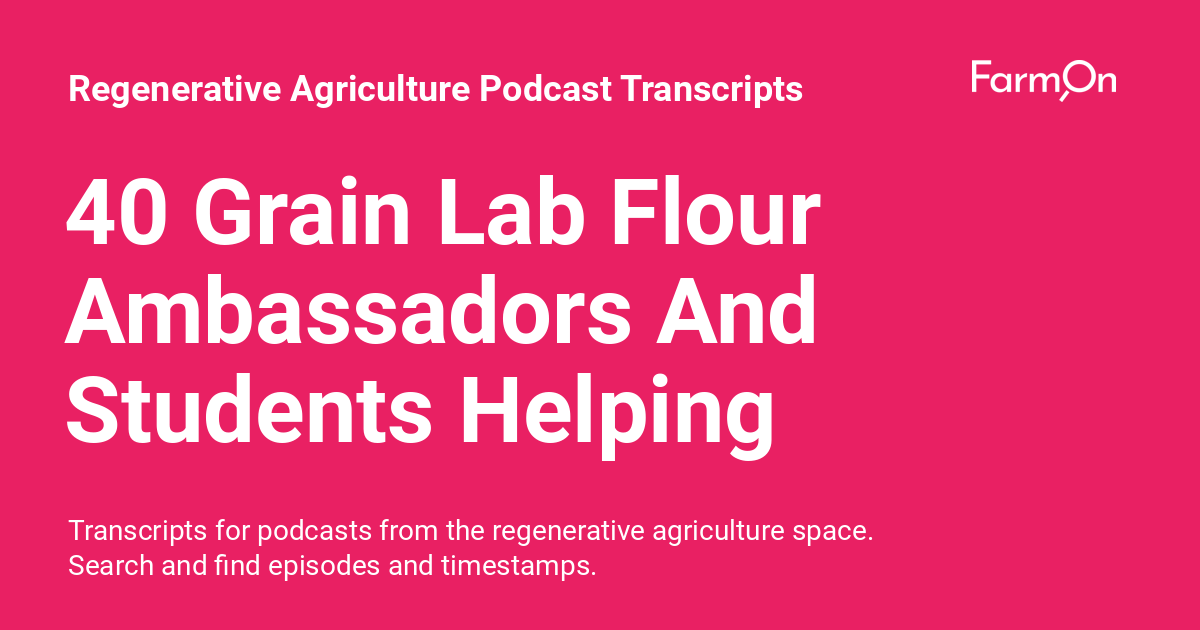 Regenerative Agriculture Podcast Transcripts
FarmOn
40 Grain Lab Flour
Ambassadors And
Students Helping
Transcripts for podcasts from the regenerative agriculture space.
Search and find episodes and timestamps.